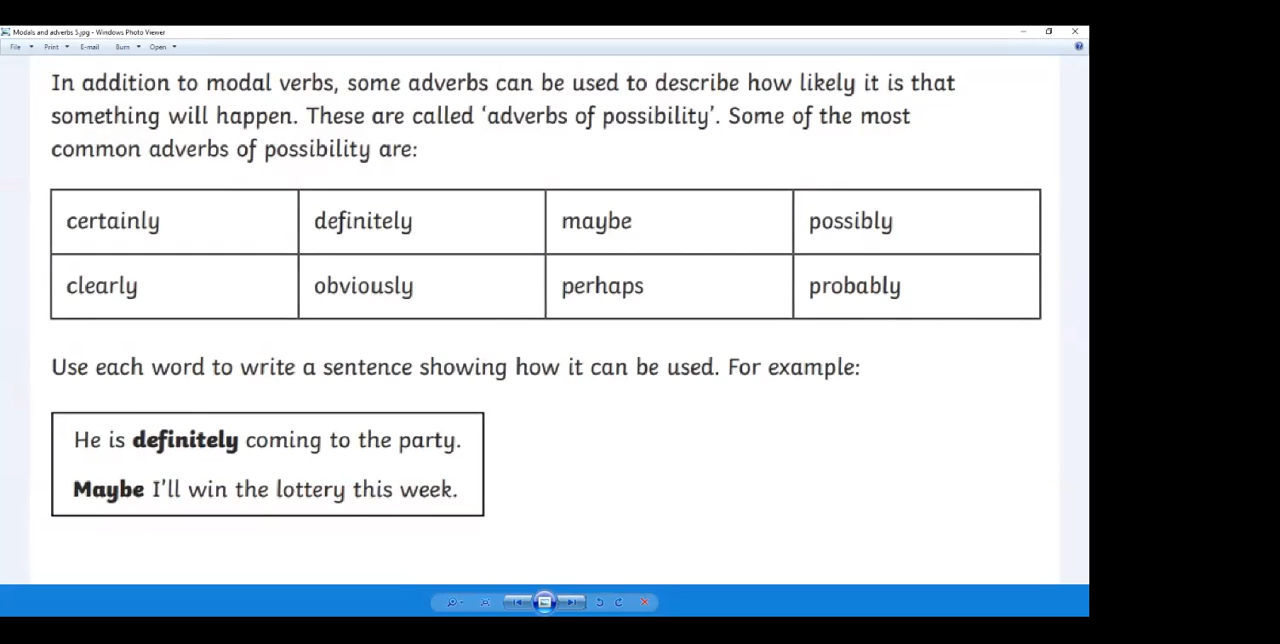 Modals and adverbs 5.jpg - Windows Photo Viewer
File Print E-mail Burn Open
In addition to modal verbs, some adverbs can be used to describe how likely it is that
something will happen. These are called ‘adverbs of possibility’. Some of the most
common adverbs of possibility are:
certainly definitely maybe possibly
clearly obviously perhaps probably
Use each word to write a sentence showing how it can be used. For example:
He is definitely coming to the party.
Maybe I’ll win the lottery this week.